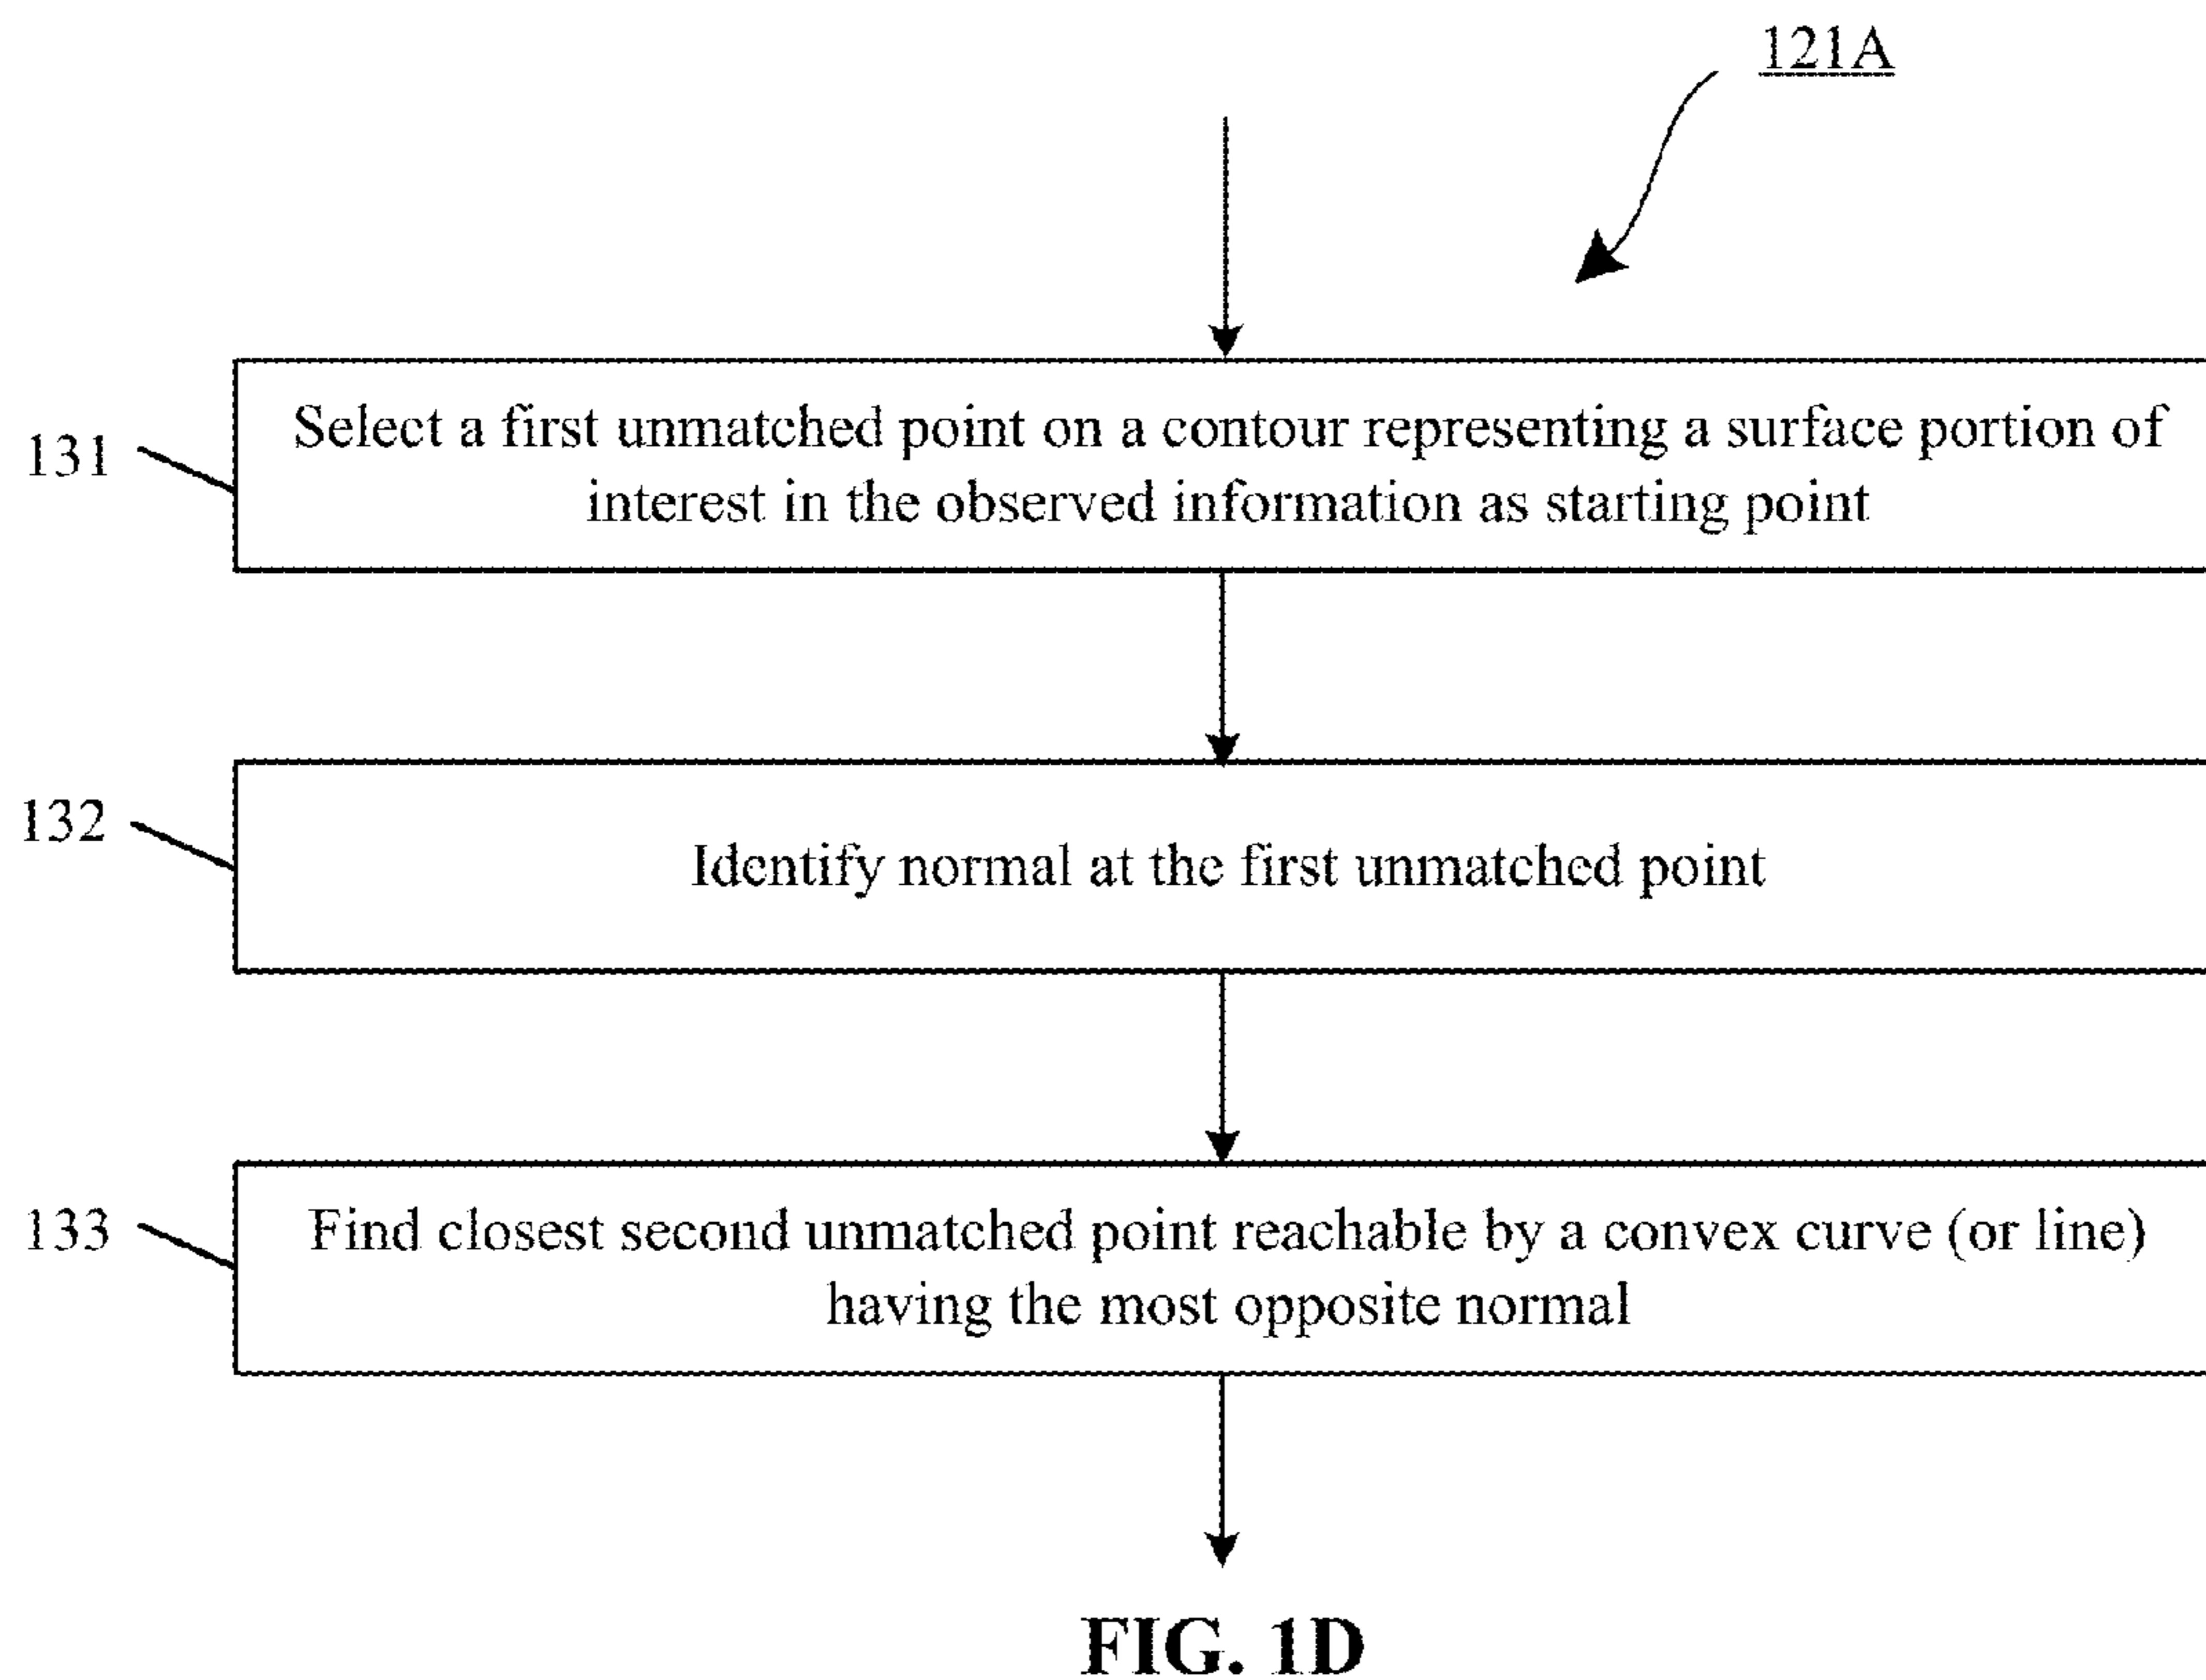 121A
131
Select a first unmatched point on a contour representing a surface portion of
interest in the observed information as starting point
132
Identify normal at the first unmatched point
133
Find closest second unmatched point reachable by a convex curve (or line)
having the most opposite normal
FIG. 1D